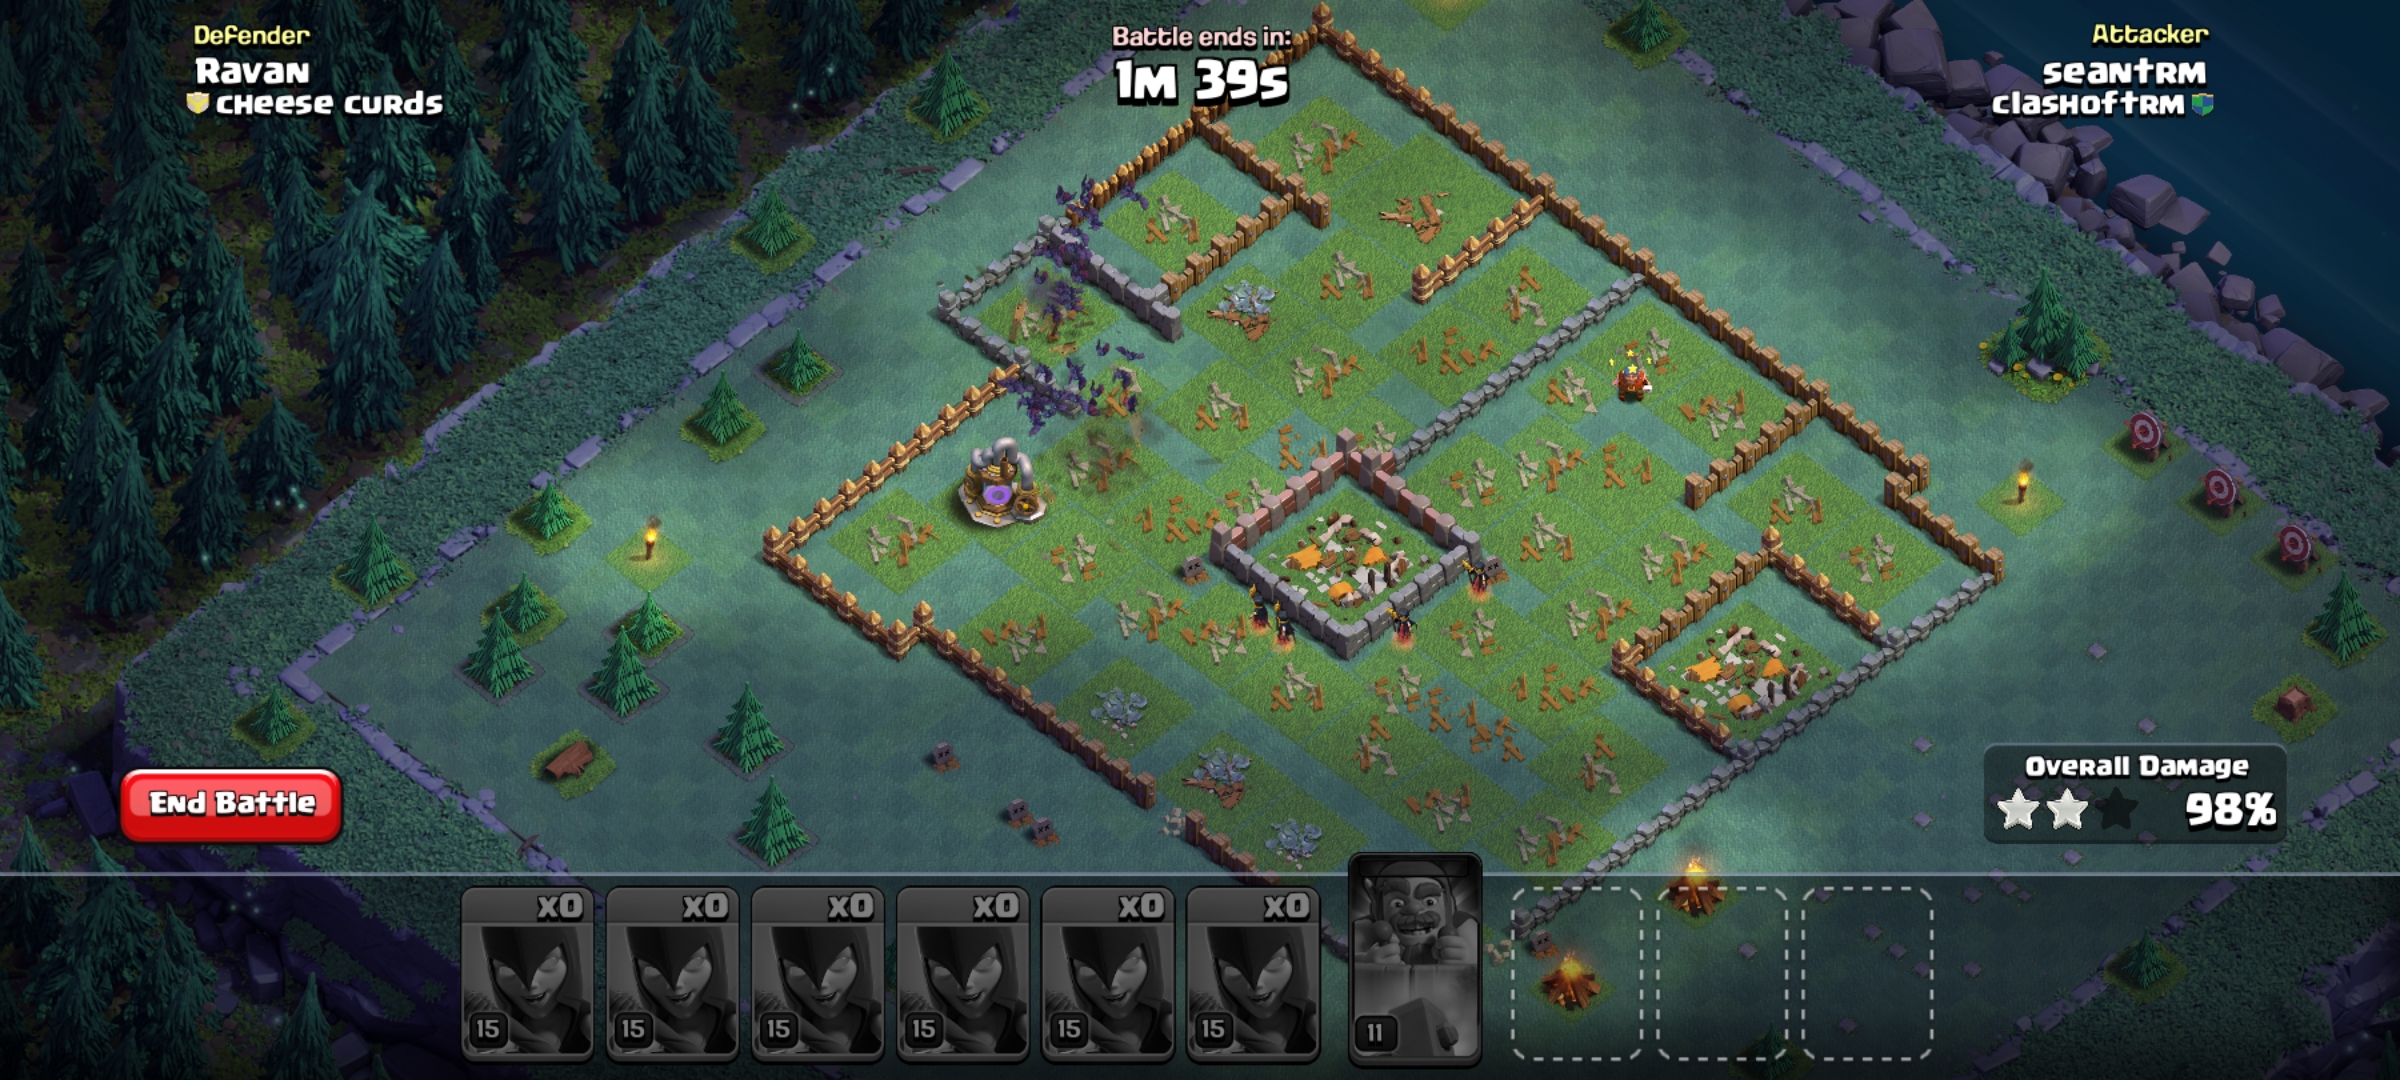 Defender
Ravan
cheese curds
Battle ends in:
1m 39s
Attacker
seantrm
clashoftrm
End Battle
Overall Damage
98%
x0 x0 x0 x0 x0 x0
15 15 15 15 15 15 11